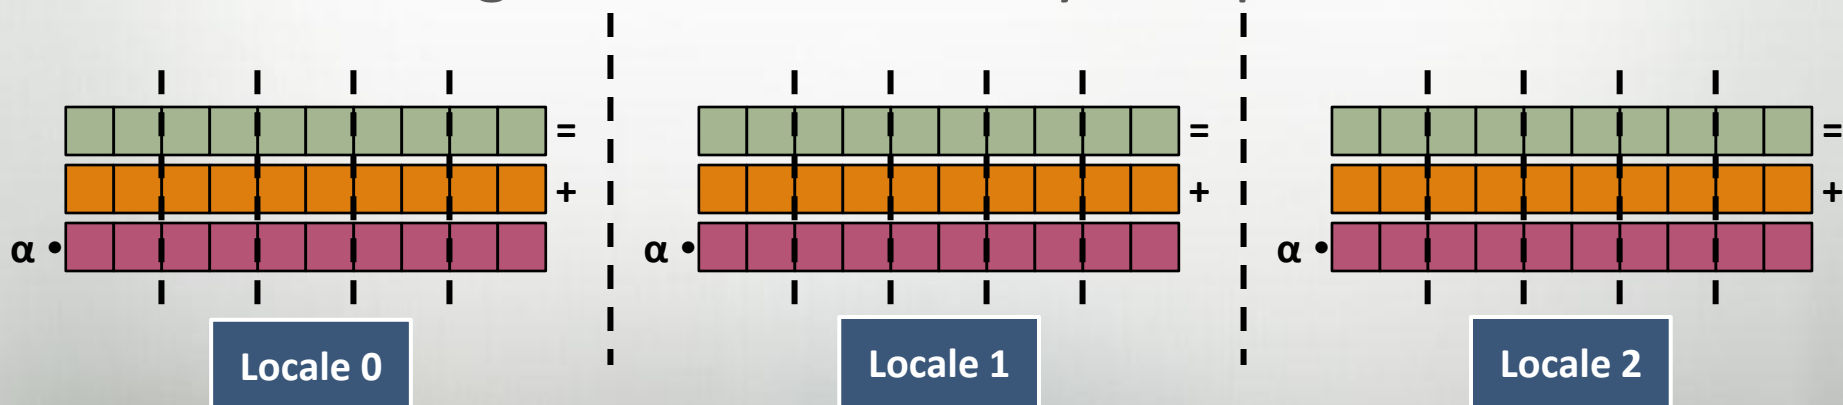 = = =
+ + +
α • α • α •
Locale 0 Locale 1 Locale 2